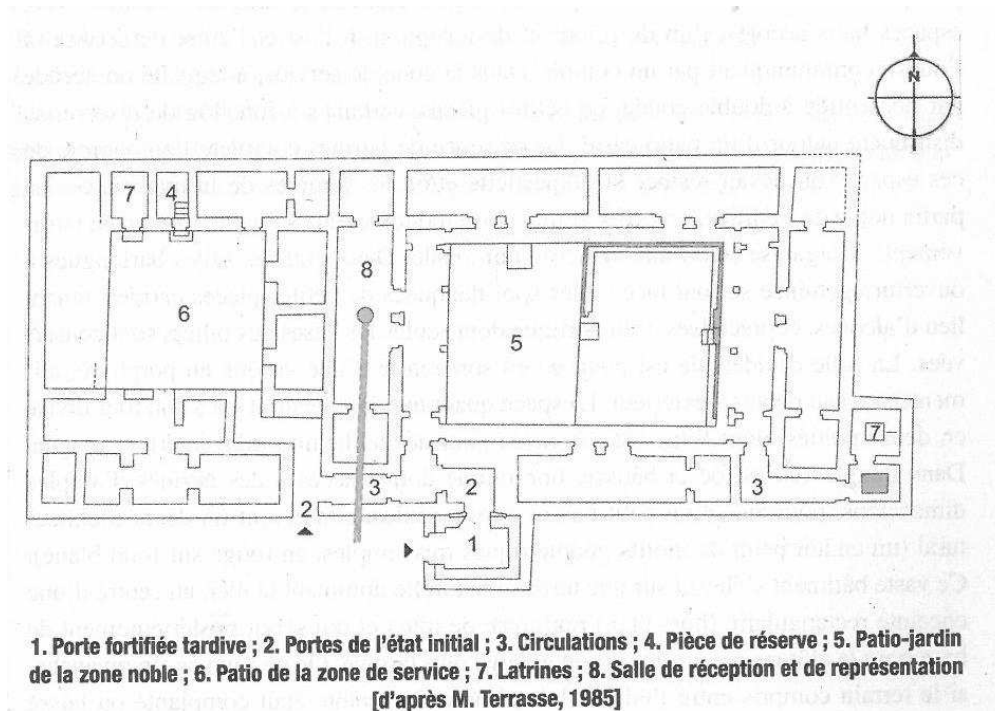 N
7
4
8
6
5
7
3
2
2
3
1
1. Porte fortifiée tardive ; 2. Portes de l'état initial ; 3. Circulations ; 4. Pièce de réserve ; 5. Patio-jardin
de la zone noble ; 6. Patio de la zone de service ; 7. Latrines ; 8. Salle de réception et de représentation
[d'après M. Terrasse, 1985]